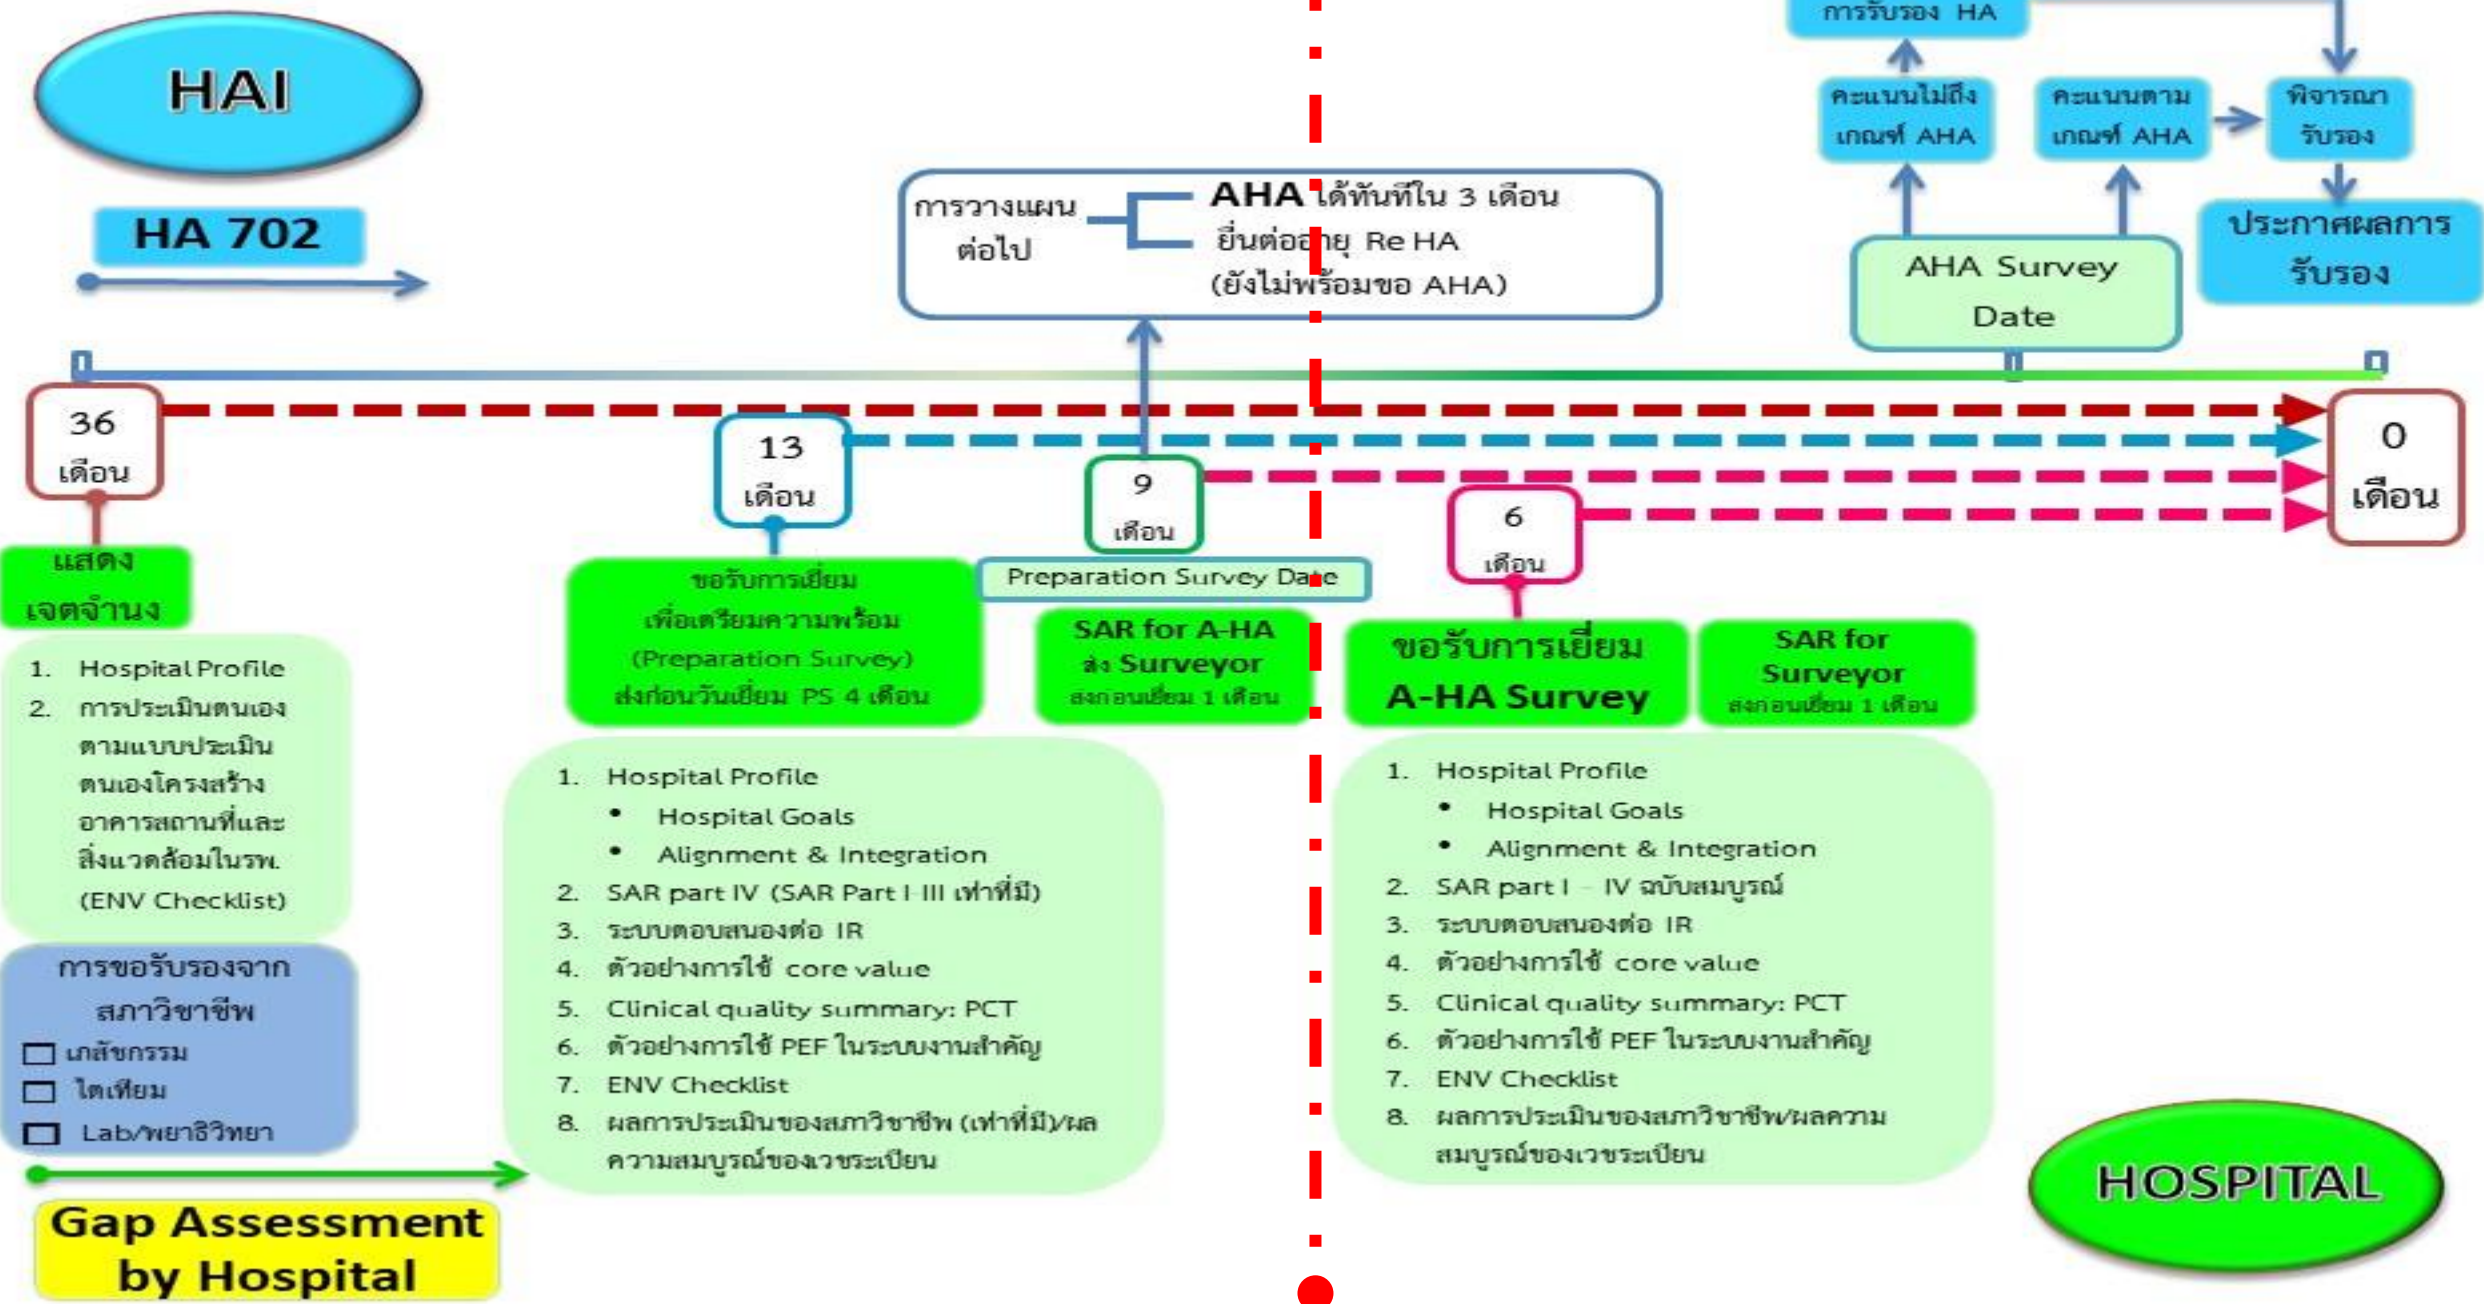 HAI
HA 702
การวางแผน
ต่อไป
AHA ได้ทันทีใน 3 เดือน
ยื่นต่ออายุ Re HA
(ยังไม่พร้อมขอ AHA)
การรับรอง HA
คะแนนไม่ถึง
เกณฑ์ AHA
คะแนนตาม
เกณฑ์ AHA
พิจารณา
รับรอง
ประกาศผลการ
รับรอง
AHA Survey
Date
36
เดือน
13
เดือน
9
เดือน
6
เดือน
0
เดือน
แสดง
เจตจำนง
1. Hospital Profile
2. การประเมินตนเอง
ตามแบบประเมิน
ตนเองโครงสร้าง
อาคารสถานที่และ
สิ่งแวดล้อมในรพ.
(ENV Checklist)
การขอรับรองจาก
สภาวิชาชีพ
เภสัชกรรม
ไตเทียม
Lab/พยาธิวิทยา
Gap Assessment
by Hospital
ขอรับการเยี่ยม
เพื่อเตรียมความพร้อม
(Preparation Survey)
ส่งก่อนวันเยี่ยม PS 4 เดือน
Preparation Survey Date
SAR for A-HA
ส่ง Surveyor
ส่งก่อนเยี่ยม 1 เดือน
1. Hospital Profile
• Hospital Goals
• Alignment & Integration
2. SAR part IV (SAR Part I-III เท่าที่มี)
3. ระบบตอบสนองต่อ IR
4. ตัวอย่างการใช้ core value
5. Clinical quality summary: PCT
6. ตัวอย่างการใช้ PEF ในระบบงานสำคัญ
7. ENV Checklist
8. ผลการประเมินของสภาวิชาชีพ (เท่าที่มี)/ผล
ความสมบูรณ์ของเวชระเบียน
ขอรับการเยี่ยม
A-HA Survey
SAR for
Surveyor
ส่งก่อนเยี่ยม 1 เดือน
1. Hospital Profile
• Hospital Goals
• Alignment & Integration
2. SAR part I – IV ฉบับสมบูรณ์
3. ระบบตอบสนองต่อ IR
4. ตัวอย่างการใช้ core value
5. Clinical quality summary: PCT
6. ตัวอย่างการใช้ PEF ในระบบงานสำคัญ
7. ENV Checklist
8. ผลการประเมินของสภาวิชาชีพ/ผลความ
สมบูรณ์ของเวชระเบียน
HOSPITAL